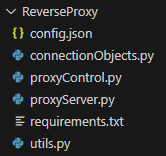 ReverseProxy
config.json
connectionObjects.py
proxyControl.py
proxyServer.py
requirements.txt
utils.py